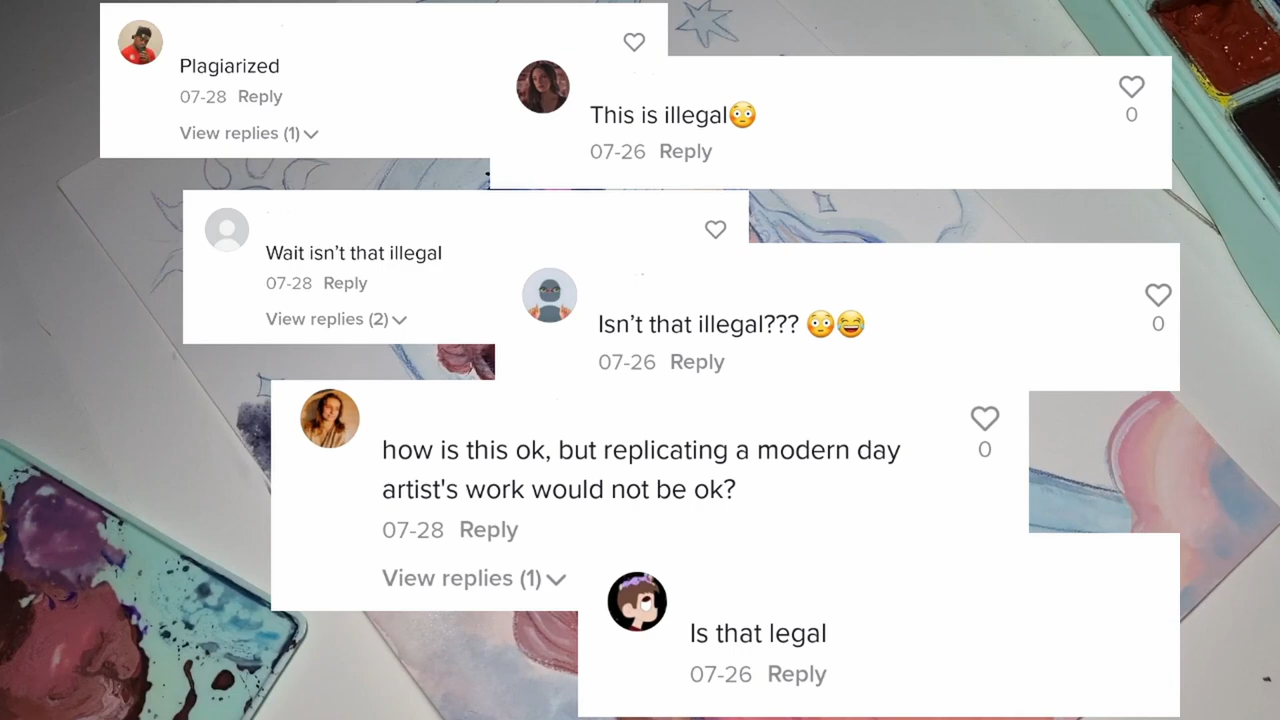 Plagiarized
07-28 Reply
View replies (1)
This is illegal😳
0
07-26 Reply
Wait isn’t that illegal
07-28 Reply
View replies (2)
Isn’t that illegal??? 😳😂
0
07-26 Reply
how is this ok, but replicating a modern day
artist's work would not be ok?
0
07-28 Reply
View replies (1)
Is that legal
07-26 Reply